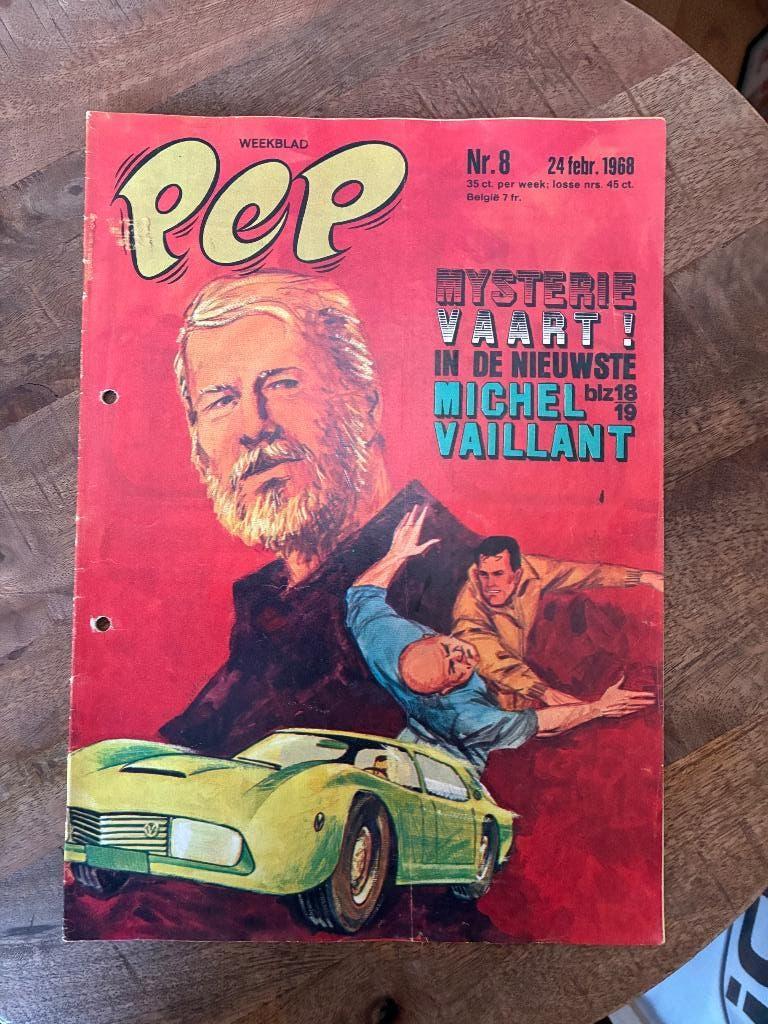 WEEKBLAD
PEP
Nr. 8 24 febr. 1968
35 ct. per week; losse nrs. 45 ct.
België 7 fr.
MYSTERIE
VAART!
IN DE NIEUWSTE
MICHEL blz 18
VAILLANT 19
V